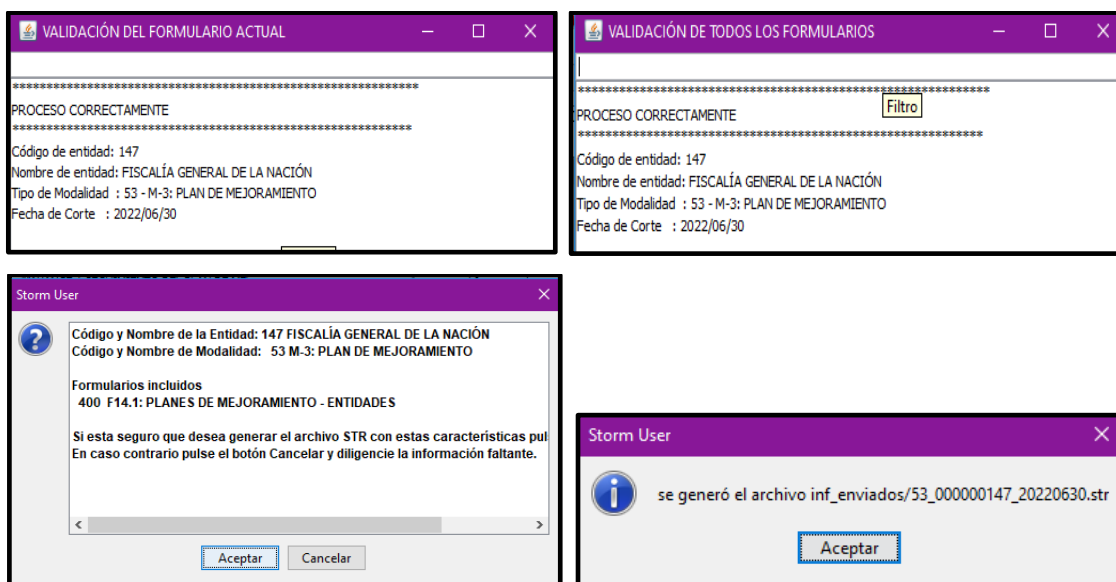 VALIDACIÓN DEL FORMULARIO ACTUAL
************************************************************
PROCESO CORRECTAMENTE
***********************************************************
Código de entidad: 147
Nombre de entidad: FISCALÍA GENERAL DE LA NACIÓN
Tipo de Modalidad : 53 - M-3: PLAN DE MEJORAMIENTO
Fecha de Corte : 2022/06/30
VALIDACIÓN DE TODOS LOS FORMULARIOS
************************************************************
Filtro
PROCESO CORRECTAMENTE
***********************************************************
Código de entidad: 147
Nombre de entidad: FISCALÍA GENERAL DE LA NACIÓN
Tipo de Modalidad : 53 - M-3: PLAN DE MEJORAMIENTO
Fecha de Corte : 2022/06/30
Storm User
Código y Nombre de la Entidad: 147 FISCALÍA GENERAL DE LA NACIÓN
Código y Nombre de Modalidad: 53 M-3: PLAN DE MEJORAMIENTO
Formularios incluidos
400 F14.1: PLANES DE MEJORAMIENTO - ENTIDADES
Si esta seguro que desea generar el archivo STR con estas características pul
En caso contrario pulse el botón Cancelar y diligencie la información faltante.
Aceptar Cancelar
Storm User
se generó el archivo inf_enviados/53_000000147_20220630.str
Aceptar